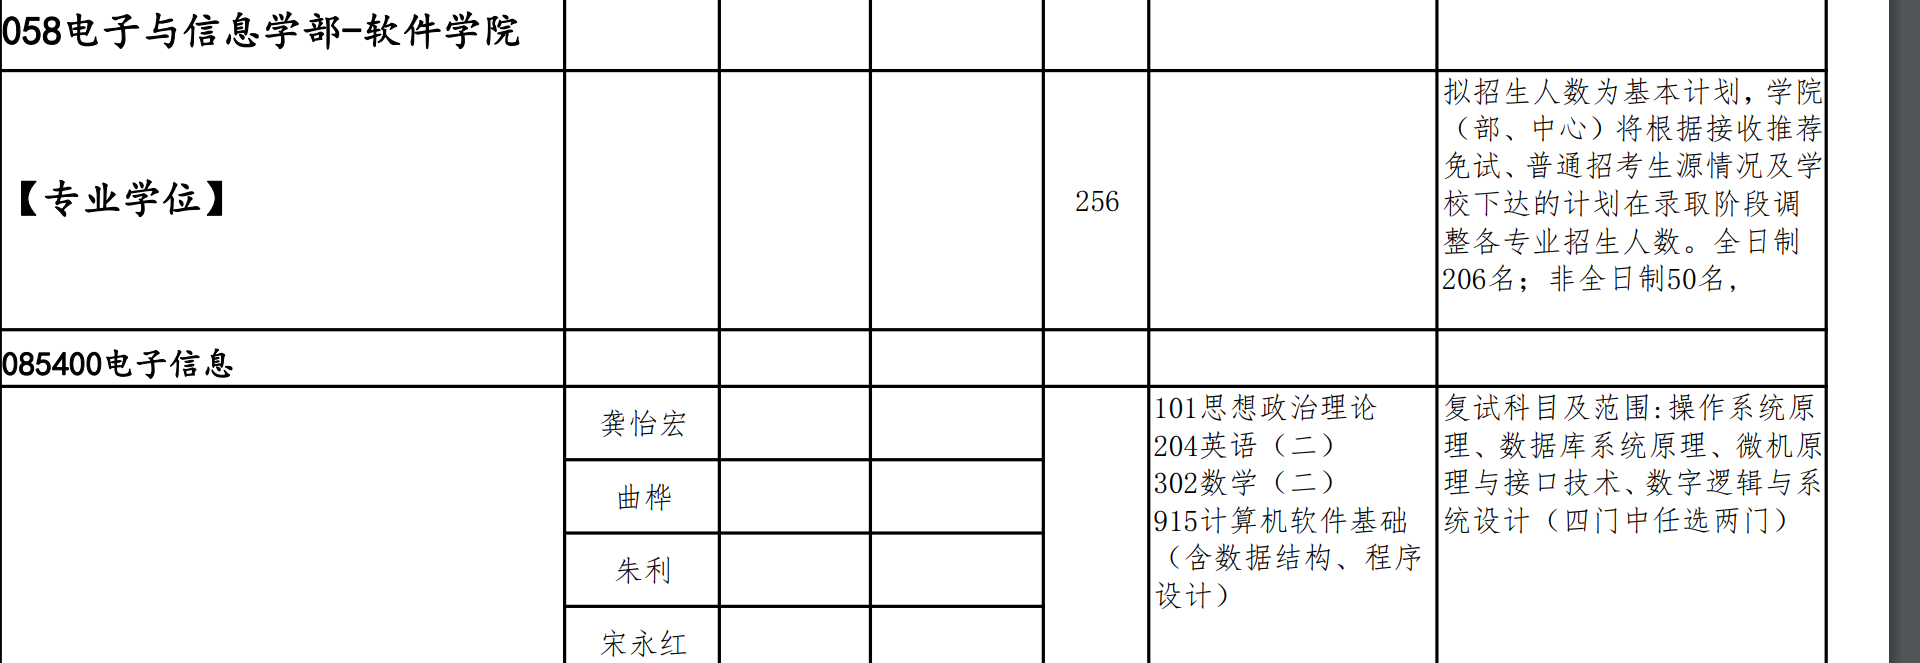 058电子与信息学部-软件学院
【专业学位】
256
拟招生人数为基本计划，学院
（部、中心）将根据接收推荐
免试、普通招考生源情况及学
校下达的计划在录取阶段调
整各专业招生人数。全日制
206名；非全日制50名，
085400电子信息
龚怡宏
曲桦
朱利
宋永红
101思想政治理论
204英语（二）
302数学（二）
915计算机软件基础
（含数据结构、程序
设计）
复试科目及范围:操作系统原
理、数据库系统原理、微机原
理与接口技术、数字逻辑与系
统设计（四门中任选两门）